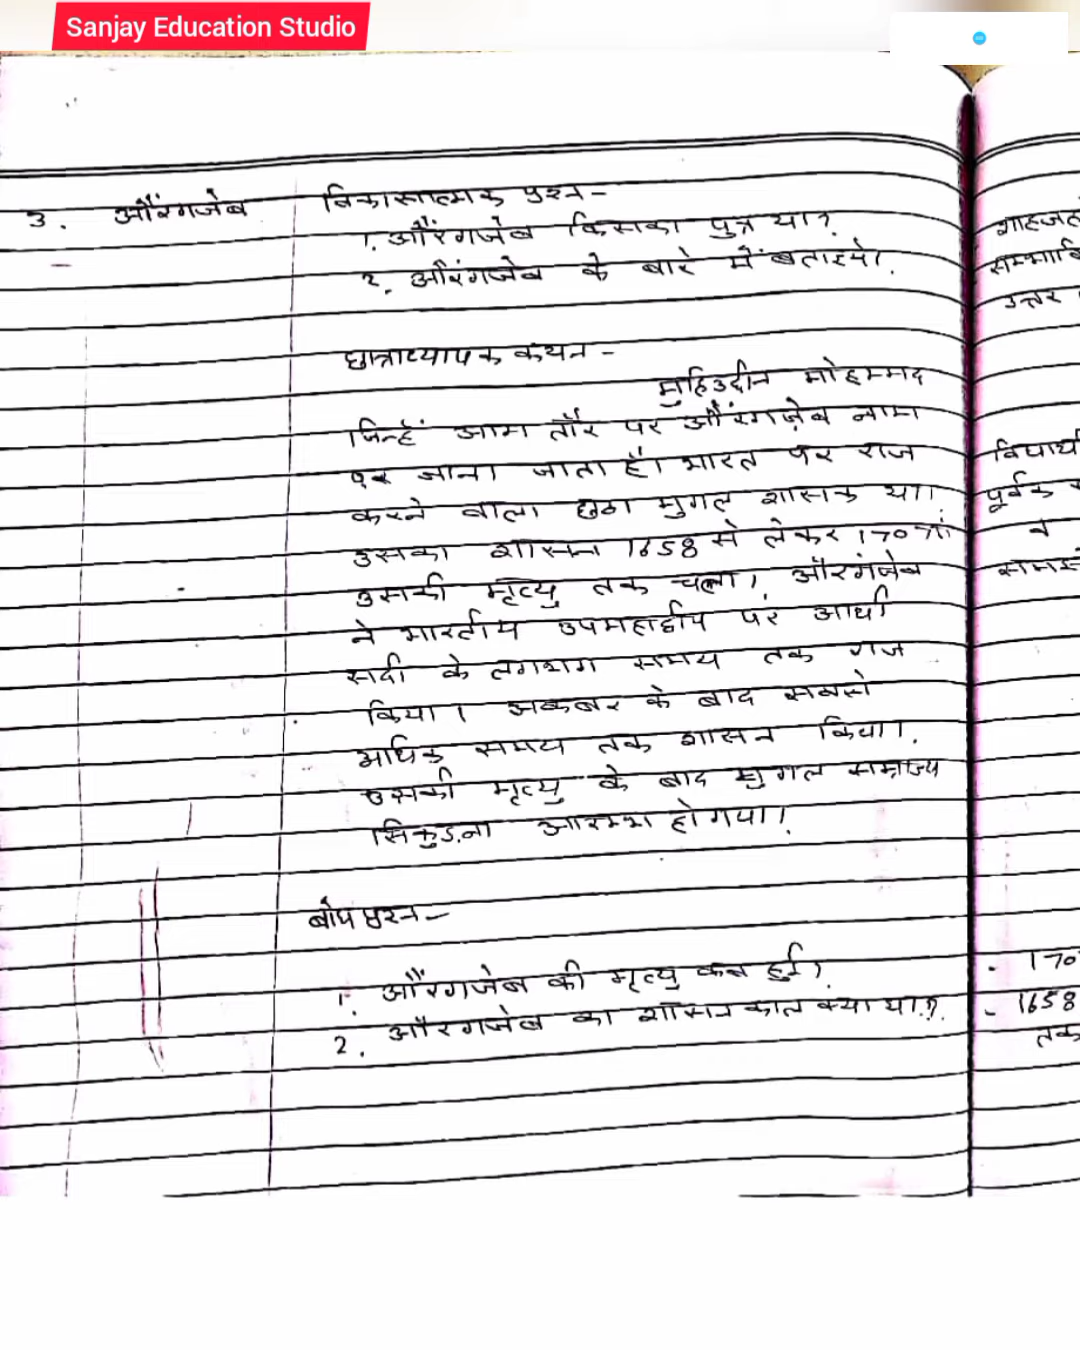 Sanjay Education Studio
3. औरंगजेब विकासात्मक प्रश्न -
1. औरंगजेब किसका पुत्र था?
2. औरंगजेब के बारे में बताइये।
छात्राध्यापक कथन -
मुहिउद्दीन मोहम्मद
जिन्हें आम तौर पर औरंगज़ेब नाम
पर जाना जाता है। भारत पर राज
करने वाला छठा मुगल शासक था।
उसका शासन 1658 से लेकर 1707 में
उसकी मृत्यु तक चला। औरंगजेब
ने भारतीय उपमहाद्वीप पर आधी
सदी के लगभग समय तक राज
किया। अकबर के बाद सबसे
अधिक समय तक शासन किया।
उसकी मृत्यु के बाद मुगल सम्राज्य
सिकुड़ना आरम्भ हो गया।
बोध प्रश्न -
1. औरंगजेब की मृत्यु कब हुई?
2. औरंगजेब का शासन काल क्या था?
उत्तर
पूर्वक
- 170
- 1658
तक